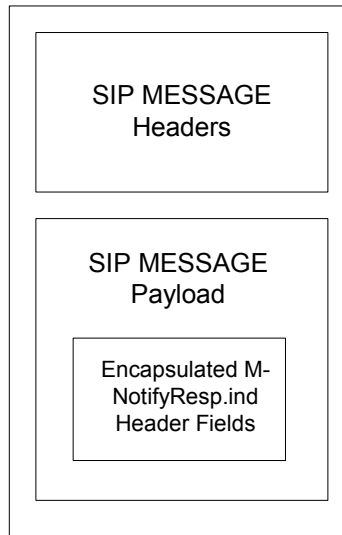 SIP MESSAGE
Headers
SIP MESSAGE
Payload
Encapsulated M-
NotifyResp.ind
Header Fields